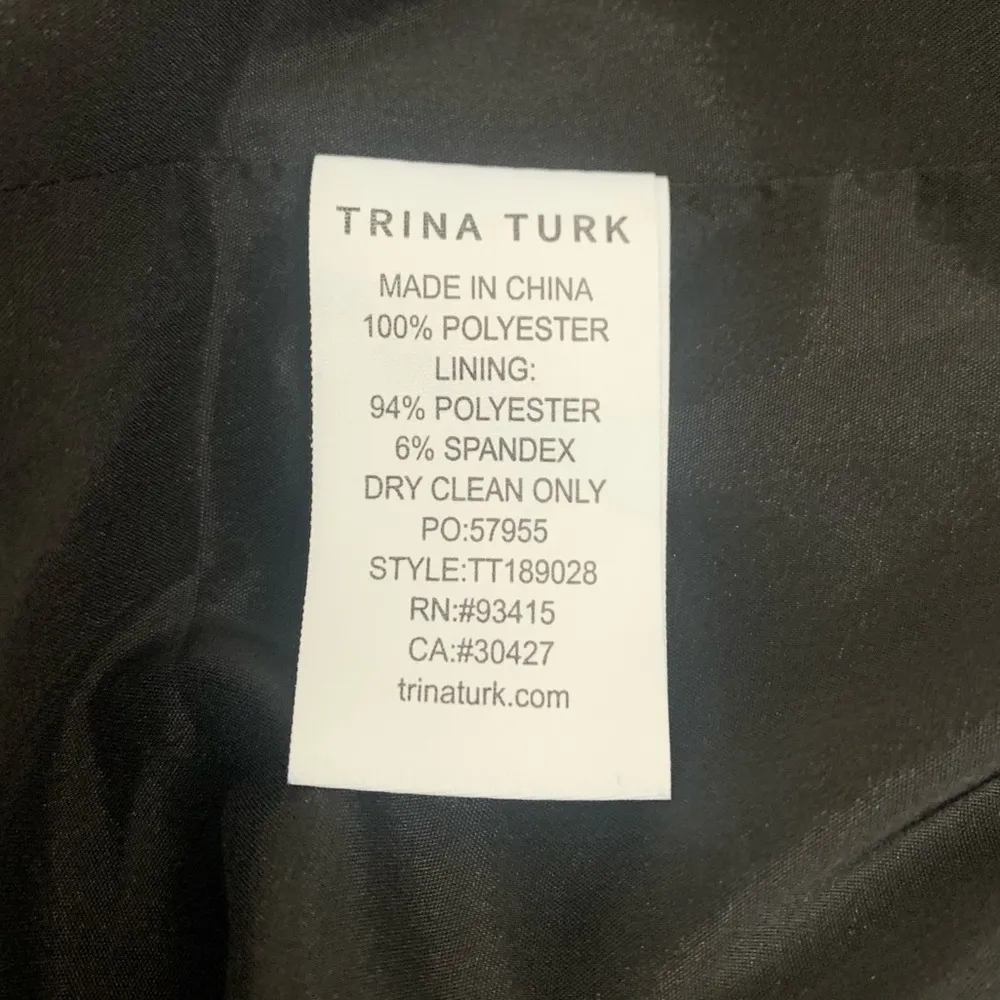 TRINA TURK
MADE IN CHINA
100% POLYESTER
LINING:
94% POLYESTER
6% SPANDEX
DRY CLEAN ONLY
PO:57955
STYLE:TT189028
RN:#93415
CA:#30427
trinaturk.com